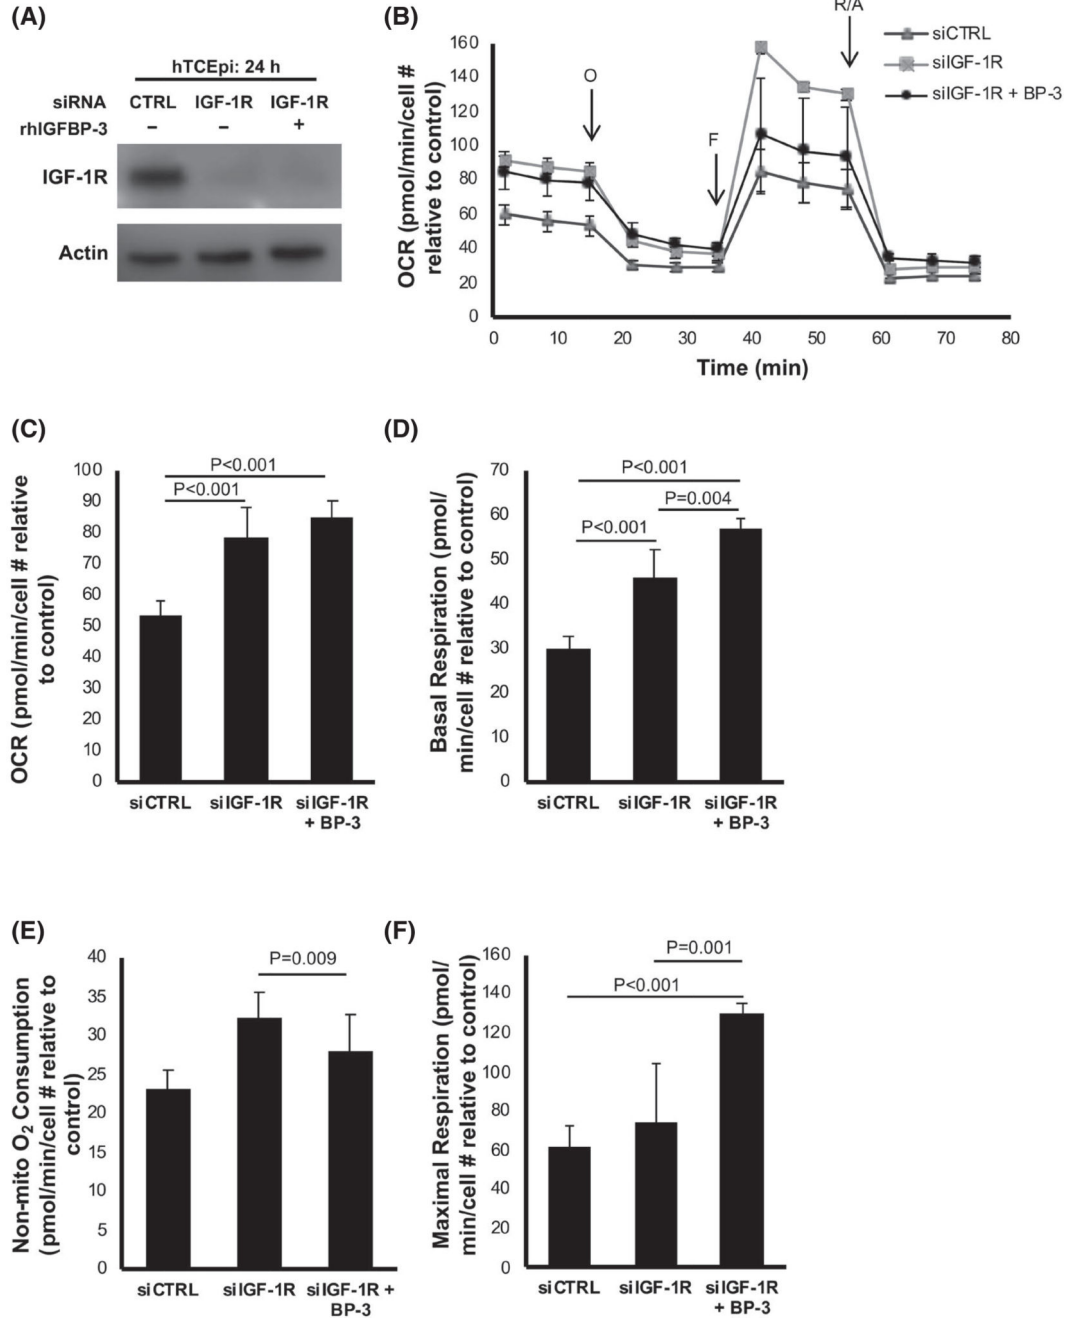 (A)
hTCEpi: 24 h
siRNA CTRL IGF-1R IGF-1R
rhIGFBP-3 – – +
IGF-1R
Actin
(B)
R/A
siCTRL
siIGF-1R
siIGF-1R + BP-3
O
F
OCR (pmol/min/cell #
relative to control)
160
140
120
100
80
60
40
20
0
0 10 20 30 40 50 60 70 80
Time (min)
(C)
OCR (pmol/min/cell # relative
to control)
100
90
80
70
60
50
40
30
20
10
0
P<0.001
P<0.001
siCTRL siIGF-1R siIGF-1R
+ BP-3
(D)
Basal Respiration (pmol/
min/cell # relative to control)
70
60
50
40
30
20
10
0
P<0.001
P=0.004
P<0.001
siCTRL siIGF-1R siIGF-1R
+ BP-3
(E)
Non-mito O2 Consumption
(pmol/min/cell # relative to
control)
40
35
30
25
20
15
10
5
0
P=0.009
siCTRL siIGF-1R siIGF-1R +
BP-3
(F)
Maximal Respiration (pmol/
min/cell # relative to control)
160
140
120
100
80
60
40
20
0
P=0.001
P<0.001
siCTRL siIGF-1R siIGF-1R
+ BP-3